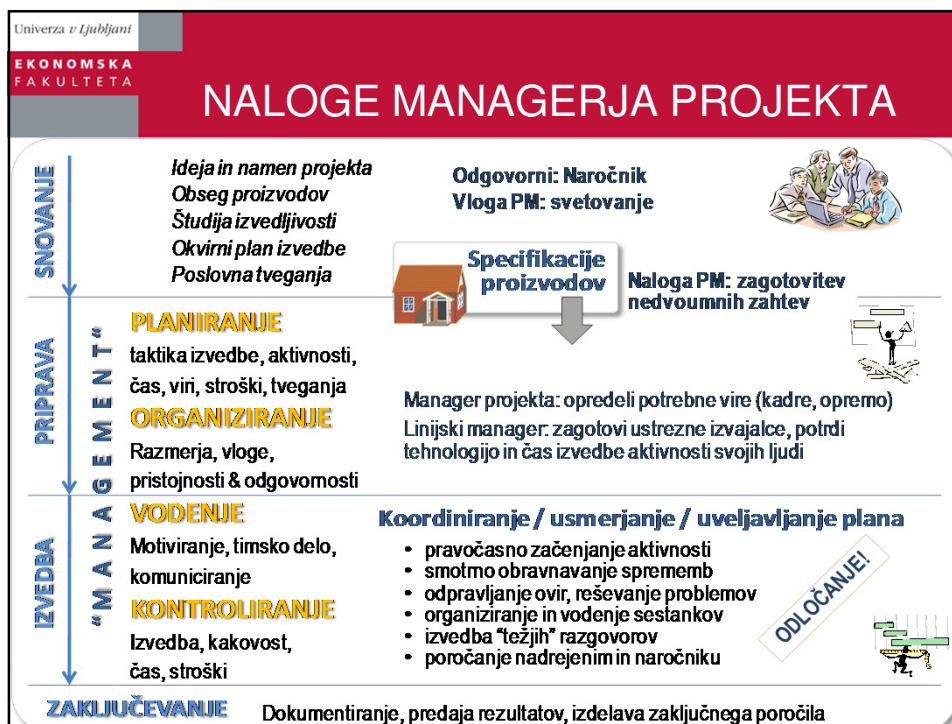 Univerza v Ljubljani
EKONOMSKA
FAKULTETA
NALOGE MANAGERJA PROJEKTA
SNOVANJE
Ideja in namen projekta
Obseg proizvodov
Študija izvedljivosti
Okvirni plan izvedbe
Poslovna tveganja
Odgovorni: Naročnik
Vloga PM: svetovanje
Specifikacije
proizvodov
Naloga PM: zagotovitev
nedvoumnih zahtev
PRIPRAVA
"MANAGEMENT"
PLANIRANJE
taktika izvedbe, aktivnosti,
čas, viri, stroški, tveganja
ORGANIZIRANJE
Razmerja, vloge,
pristojnosti & odgovornosti
Manager projekta: opredeli potrebne vire (kadre, opremo)
Linijski manager: zagotovi ustrezne izvajalce, potrdi
tehnologijo in čas izvedbe aktivnosti svojih ljudi
IZVEDBA
VODENJE
Motiviranje, timsko delo,
komuniciranje
KONTROLIRANJE
Izvedba, kakovost,
čas, stroški
Koordiniranje / usmerjanje / uveljavljanje plana
• pravočasno začenjanje aktivnosti
• smotrno obravnavanje sprememb
• odpravljanje ovir, reševanje problemov
• organiziranje in vodenje sestankov
• izvedba "težjih" razgovorov
• poročanje nadrejenim in naročniku
ODLOČANJE!
ZAKLJUČEVANJE
Dokumentiranje, predaja rezultatov, izdelava zaključnega poročila